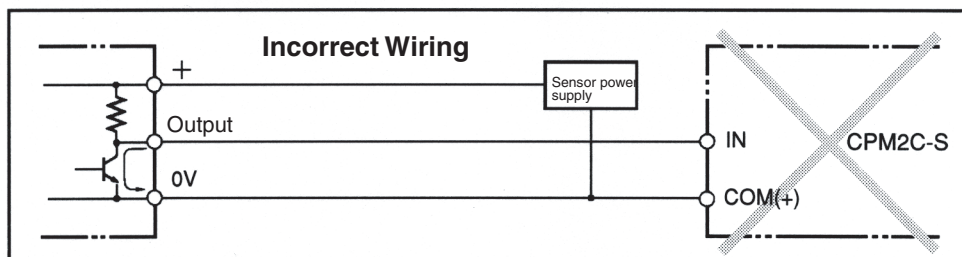 Incorrect Wiring
+
Sensor power
supply
Output
IN
CPM2C-S
0V
COM(+)